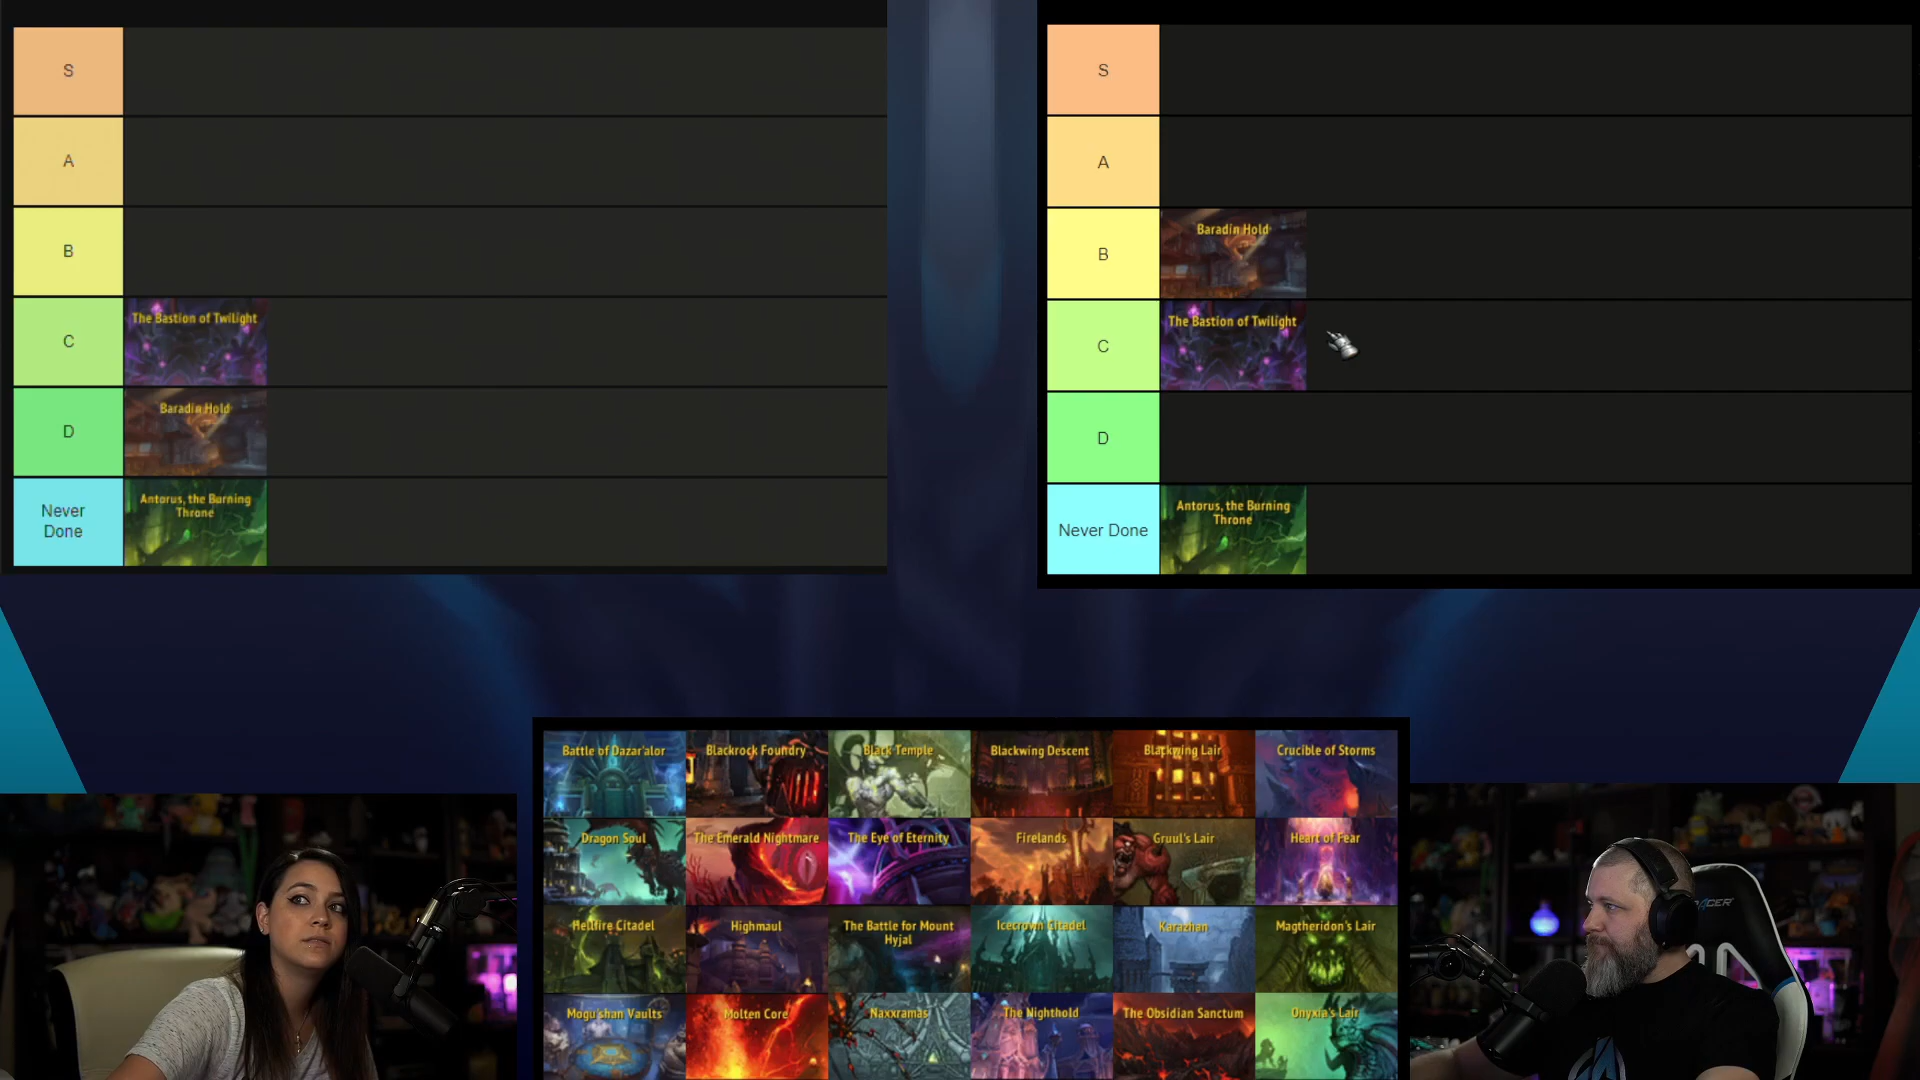 S
A
B
C
The Bastion of Twilight
D
Baradin Hold
Never
Done
Antorus, the Burning
Throne
S
A
B
Baradin Hold
C
The Bastion of Twilight
D
Never Done
Antorus, the Burning
Throne
Battle of Dazar'alor
Blackrock Foundry
Black Temple
Blackwing Descent
Blackwing Lair
Crucible of Storms
Dragon Soul
The Emerald Nightmare
The Eye of Eternity
Firelands
Gruul's Lair
Heart of Fear
Hellfire Citadel
Highmaul
The Battle for Mount
Hyjal
Icecrown Citadel
Karazhan
Magtheridon's Lair
Mogu'shan Vaults
Molten Core
Naxxramas
The Nighthold
The Obsidian Sanctum
Onyxia's Lair